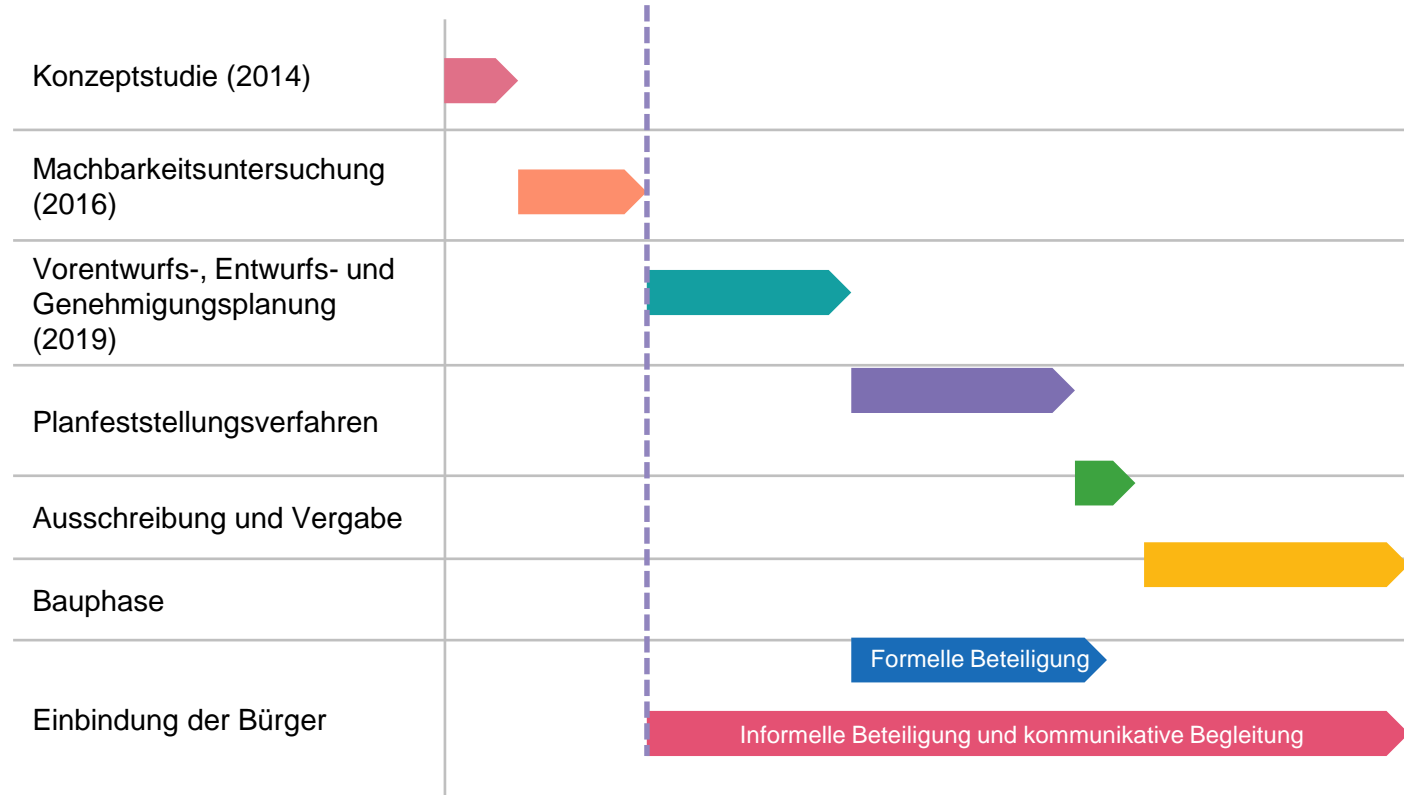 Konzeptstudie (2014)
Machbarkeitsuntersuchung
(2016)
Vorentwurfs-, Entwurfs- und
Genehmigungsplanung
(2019)
Planfeststellungsverfahren
Ausschreibung und Vergabe
Bauphase
Formelle Beteiligung
Einbindung der Bürger
Informelle Beteiligung und kommunikative Begleitung